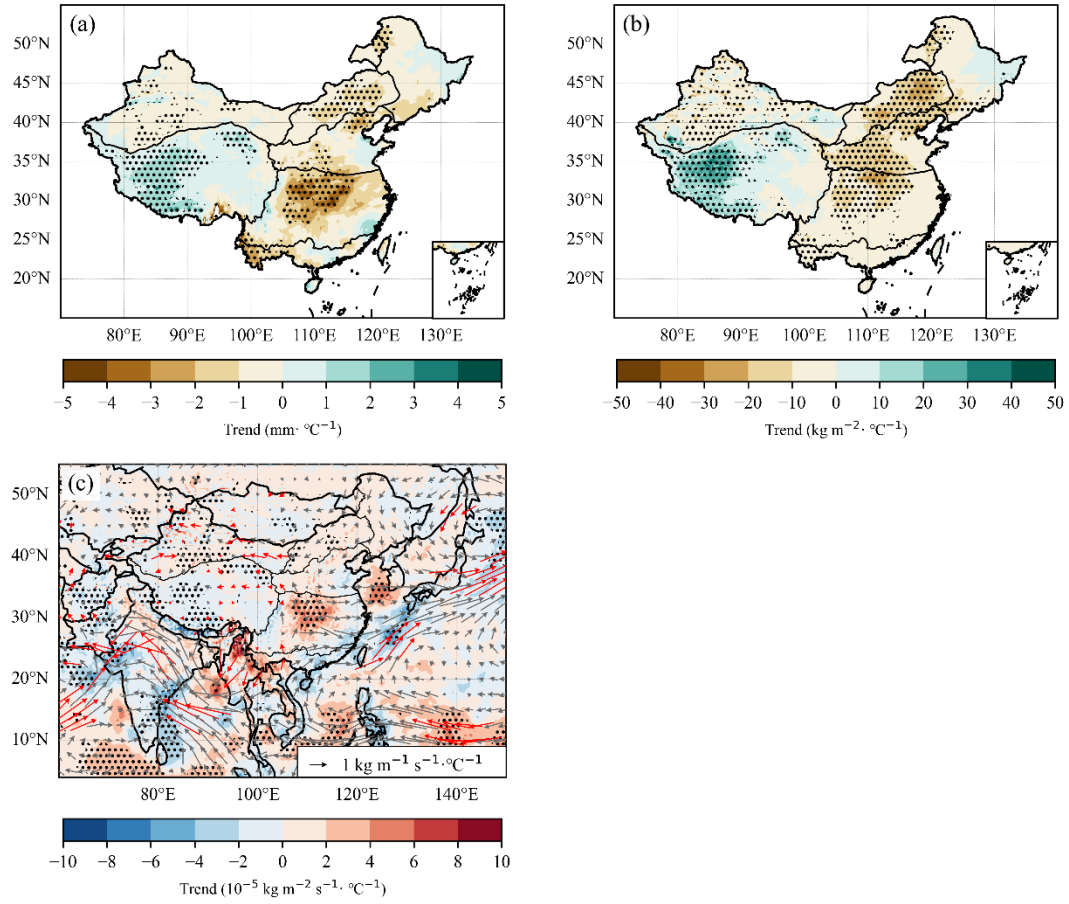 (a)
50°N
45°N
40°N
35°N
30°N
25°N
20°N
80°E 90°E 100°E 110°E 120°E 130°E
−5 −4 −3 −2 −1 0 1 2 3 4 5
Trend (mm· °C⁻¹)
(b)
50°N
45°N
40°N
35°N
30°N
25°N
20°N
80°E 90°E 100°E 110°E 120°E 130°E
−50 −40 −30 −20 −10 0 10 20 30 40 50
Trend (kg m⁻²· °C⁻¹)
(c)
50°N
40°N
30°N
20°N
10°N
1 kg m⁻¹ s⁻¹·°C⁻¹
80°E 100°E 120°E 140°E
−10 −8 −6 −4 −2 0 2 4 6 8 10
Trend (10⁻⁵ kg m⁻² s⁻¹· °C⁻¹)